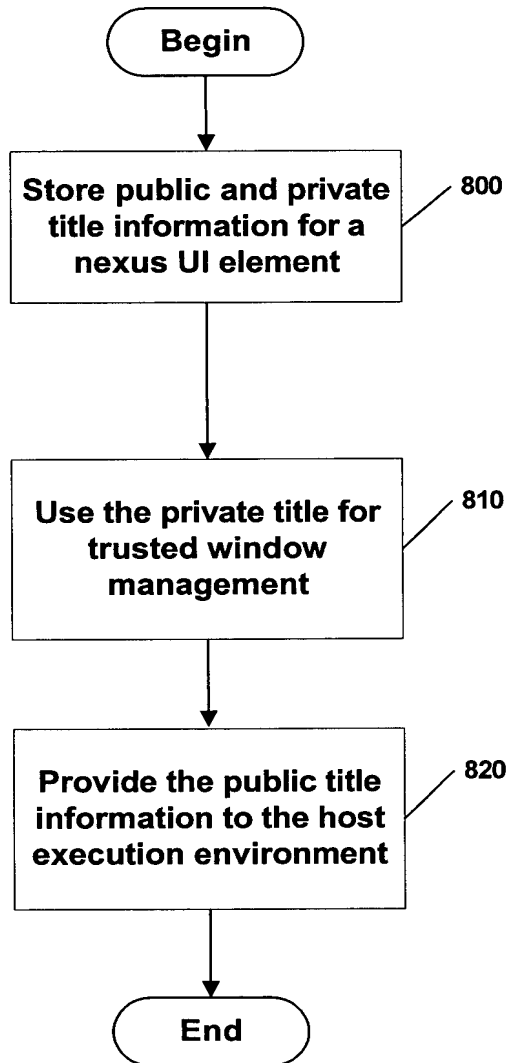 Begin
Store public and private
title information for a
nexus UI element
800
Use the private title for
trusted window
management
810
Provide the public title
information to the host
execution environment
820
End